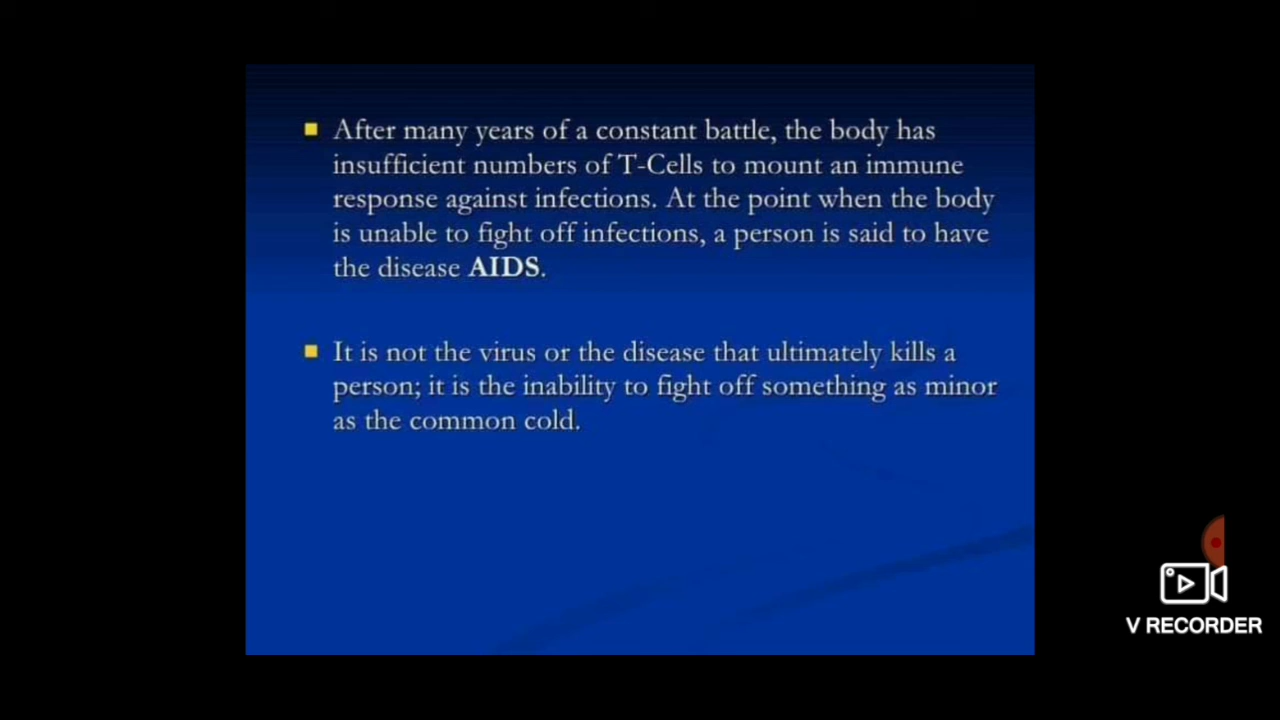 After many years of a constant battle, the body has
insufficient numbers of T-Cells to mount an immune
response against infections. At the point when the body
is unable to fight off infections, a person is said to have
the disease AIDS.
It is not the virus or the disease that ultimately kills a
person; it is the inability to fight off something as minor
as the common cold.
V RECORDER